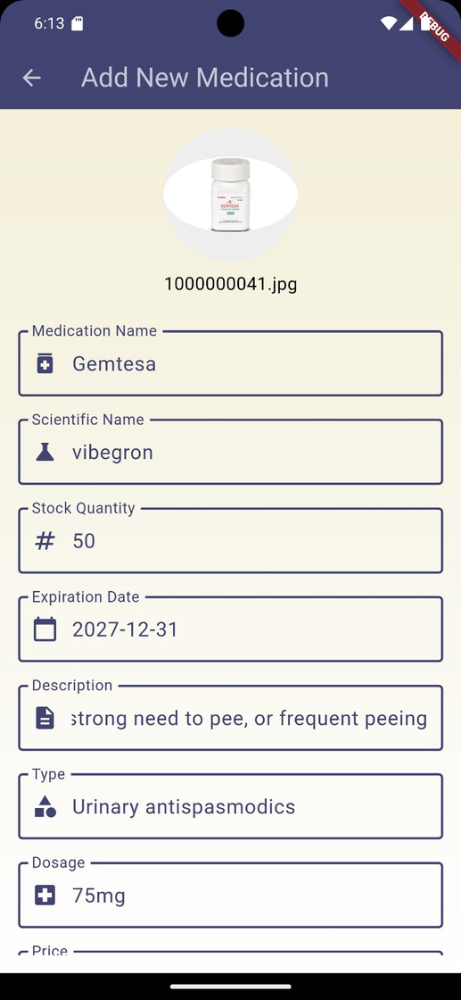 6:13
DEBUG
Add New Medication
GEMTESA
1000000041.jpg
Medication Name
Gemtesa
Scientific Name
vibegron
Stock Quantity
# 50
Expiration Date
2027-12-31
Description
strong need to pee, or frequent peeing
Type
Urinary antispasmodics
Dosage
75mg
Price